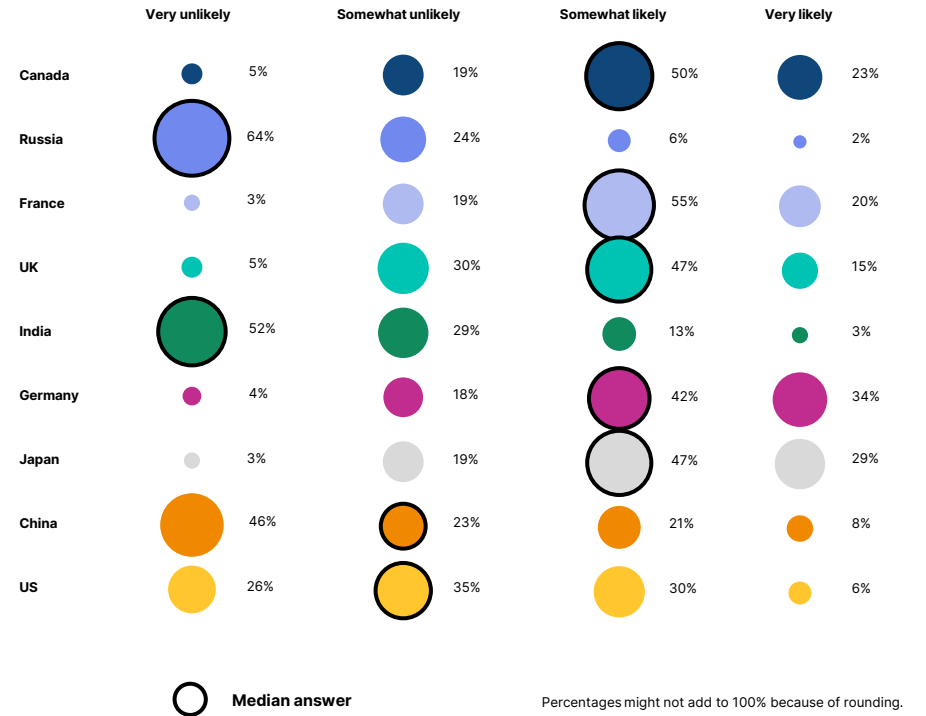 Very unlikely Somewhat unlikely Somewhat likely Very likely
Canada 5% 19% 50% 23%
Russia 64% 24% 6% 2%
France 3% 19% 55% 20%
UK 5% 30% 47% 15%
India 52% 29% 13% 3%
Germany 4% 18% 42% 34%
Japan 3% 19% 47% 29%
China 46% 23% 21% 8%
US 26% 35% 30% 6%
Median answer Percentages might not add to 100% because of rounding.